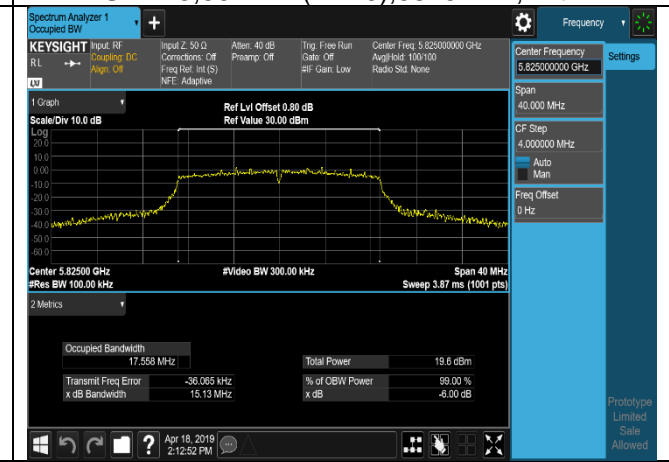 Spectrum Analyzer 1
Occupied BW
Frequency
KEYSIGHT
RL
LXI
Input: RF
Coupling: DC
Align: Off
Input Z: 50 Ω
Corrections: Off
Freq Ref: Int (S)
NFE: Adaptive
Atten: 40 dB
Preamp: Off
Trig: Free Run
Gate: Off
#IF Gain: Low
Center Freq: 5.825000000 GHz
Avg|Hold: 100/100
Radio Std: None
Center Frequency
5.825000000 GHz
Settings
Span
40.000 MHz
CF Step
4.000000 MHz
Auto
Man
Freq Offset
0 Hz
1 Graph
Scale/Div 10.0 dB
Ref Lvl Offset 0.80 dB
Ref Value 30.00 dBm
Log
20.0
10.0
0.00
-10.0
-20.0
-30.0
-40.0
-50.0
-60.0
Center 5.82500 GHz
#Res BW 100.00 kHz
#Video BW 300.00 kHz
Span 40 MHz
Sweep 3.87 ms (1001 pts)
2 Metrics
Occupied Bandwidth
17.558 MHz
Total Power 19.6 dBm
Transmit Freq Error -36.065 kHz
% of OBW Power 99.00 %
x dB Bandwidth 15.13 MHz
x dB -6.00 dB
Prototype
Limited
Sale
Allowed
?
Apr 18, 2019
2:12:52 PM